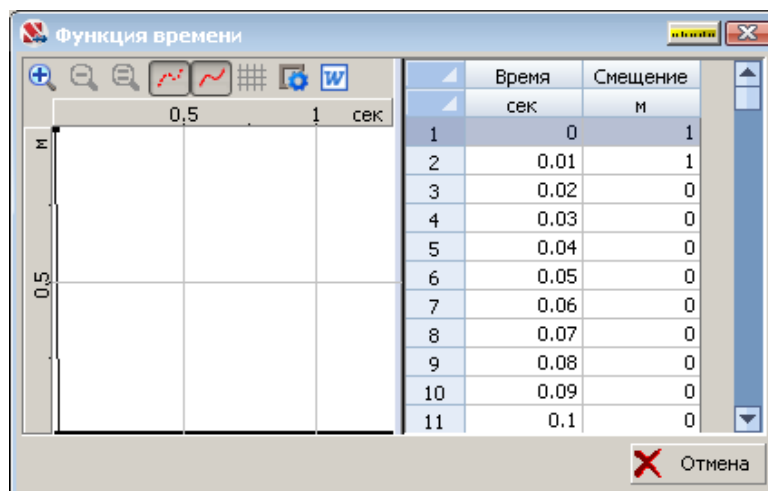 Функция времени
W
0,5 1 сек
м
0,5
Время Смещение
сек м
1 0 1
2 0.01 1
3 0.02 0
4 0.03 0
5 0.04 0
6 0.05 0
7 0.06 0
8 0.07 0
9 0.08 0
10 0.09 0
11 0.1 0
Отмена